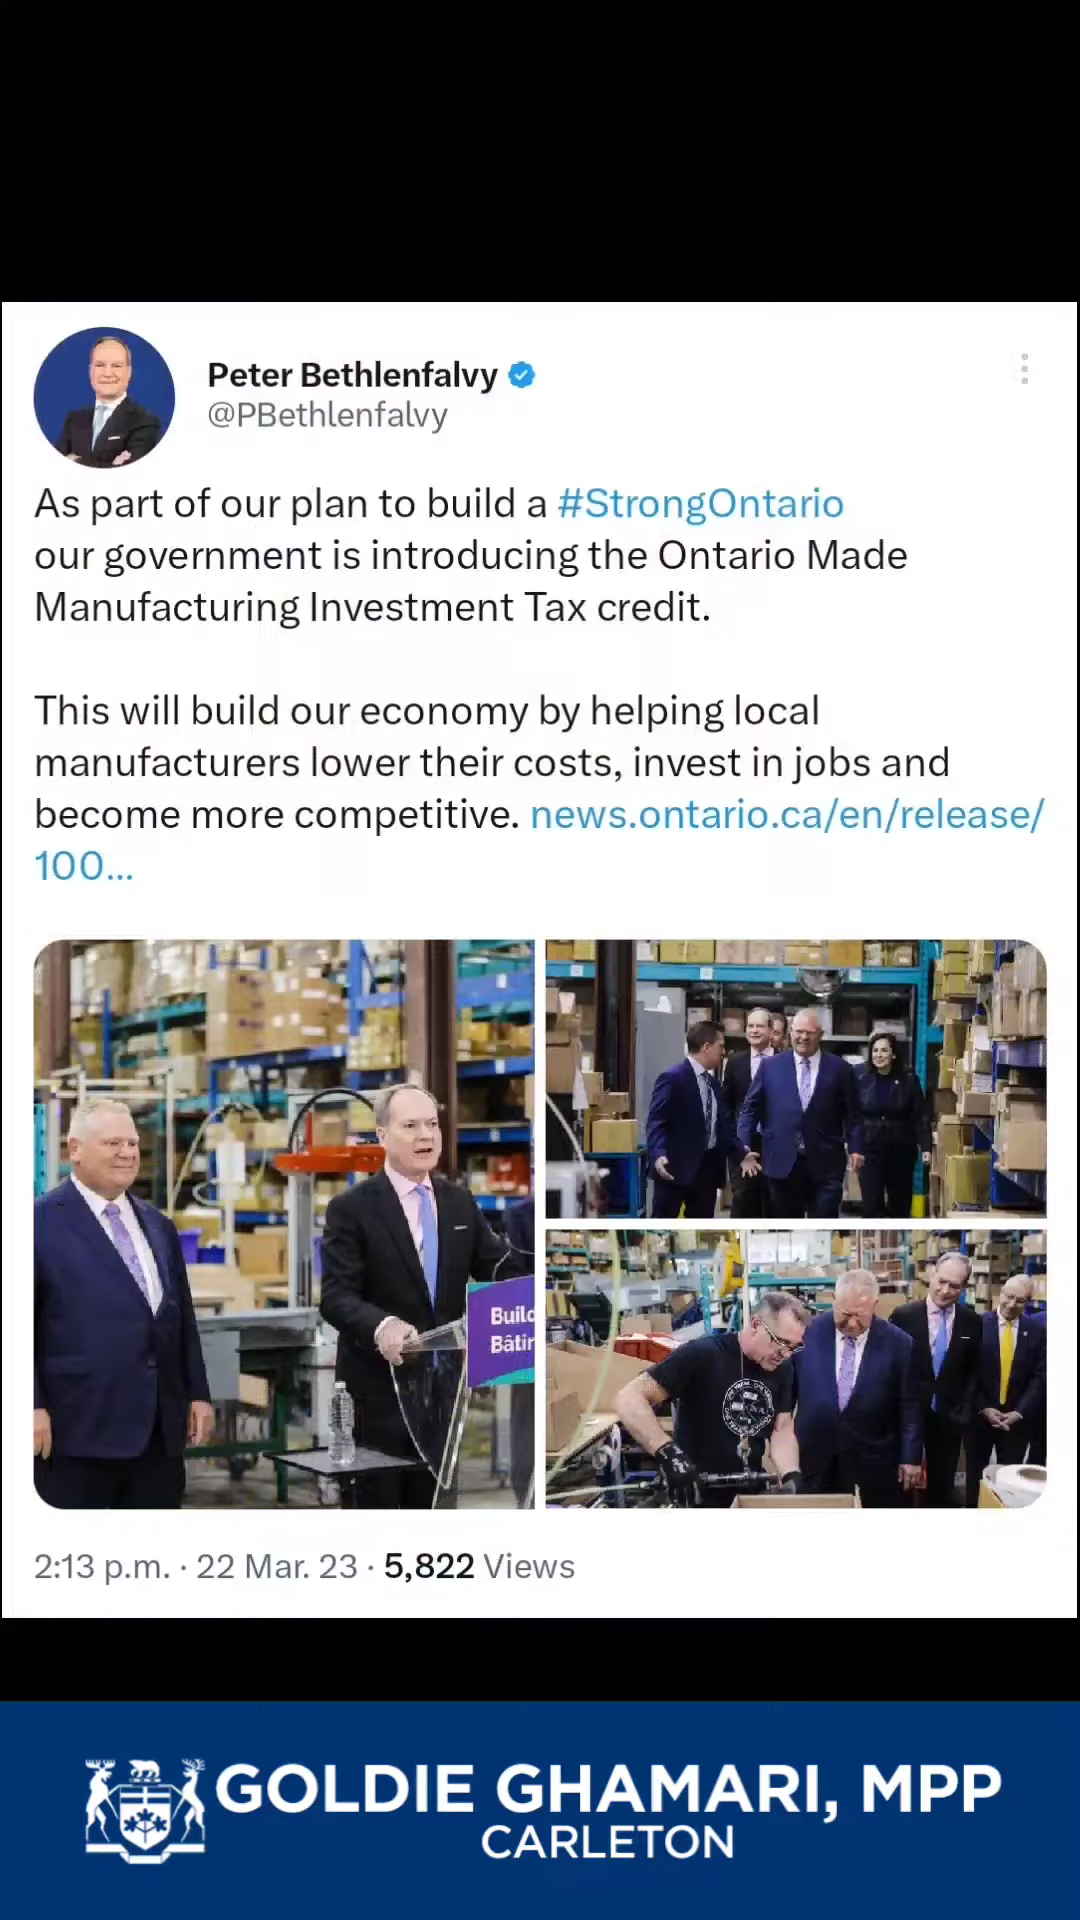 Peter Bethlenfalvy
@PBethlenfalvy
As part of our plan to build a #StrongOntario
our government is introducing the Ontario Made
Manufacturing Investment Tax credit.
This will build our economy by helping local
manufacturers lower their costs, invest in jobs and
become more competitive. news.ontario.ca/en/release/
100...
Build
Bâtir
2:13 p.m. · 22 Mar. 23 · 5,822 Views
GOLDIE GHAMARI, MPP
CARLETON